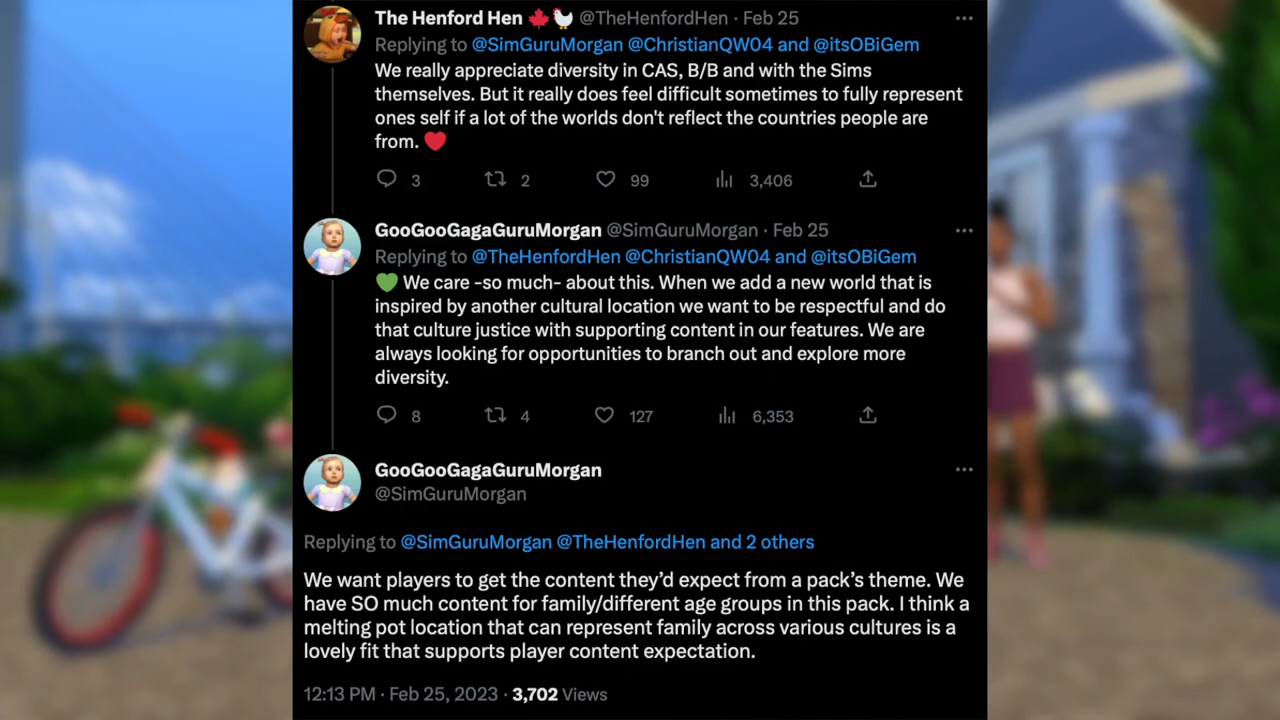 The Henford Hen 🍁🐓 @TheHenfordHen · Feb 25
Replying to @SimGuruMorgan @ChristianQW04 and @itsOBiGem
We really appreciate diversity in CAS, B/B and with the Sims
themselves. But it really does feel difficult sometimes to fully represent
ones self if a lot of the worlds don't reflect the countries people are
from. ❤️
3 2 99 3,406
GooGooGagaGuruMorgan @SimGuruMorgan · Feb 25
Replying to @TheHenfordHen @ChristianQW04 and @itsOBiGem
💚 We care -so much- about this. When we add a new world that is
inspired by another cultural location we want to be respectful and do
that culture justice with supporting content in our features. We are
always looking for opportunities to branch out and explore more
diversity.
8 4 127 6,353
GooGooGagaGuruMorgan
@SimGuruMorgan
Replying to @SimGuruMorgan @TheHenfordHen and 2 others
We want players to get the content they’d expect from a pack’s theme. We
have SO much content for family/different age groups in this pack. I think a
melting pot location that can represent family across various cultures is a
lovely fit that supports player content expectation.
12:13 PM · Feb 25, 2023 · 3,702 Views